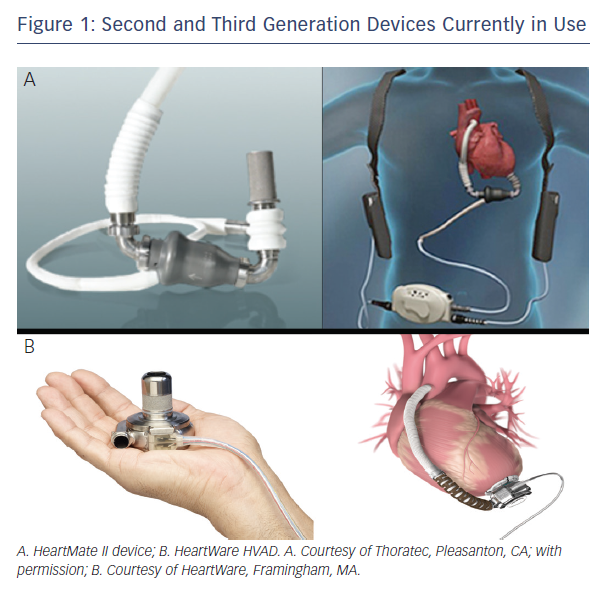 Figure 1: Second and Third Generation Devices Currently in Use
A
B
A. HeartMate II device; B. HeartWare HVAD. A. Courtesy of Thoratec, Pleasanton, CA; with
permission; B. Courtesy of HeartWare, Framingham, MA.